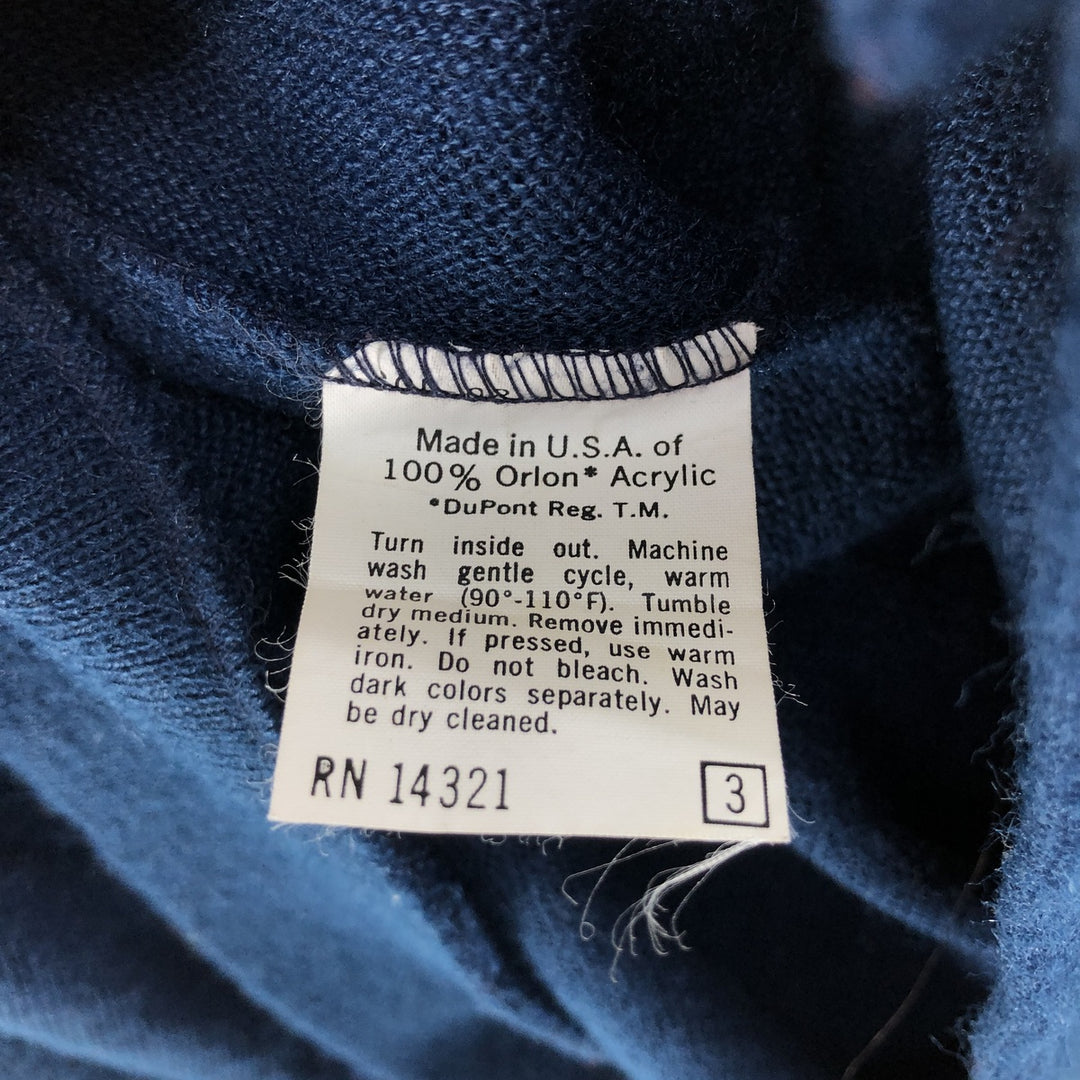 Made in U.S.A. of
100% Orlon* Acrylic
*DuPont Reg. T.M.
Turn inside out. Machine
wash gentle cycle, warm
water (90°-110°F). Tumble
dry medium. Remove immedi-
ately. If pressed, use warm
iron. Do not bleach. Wash
dark colors separately. May
be dry cleaned.
RN 14321
3